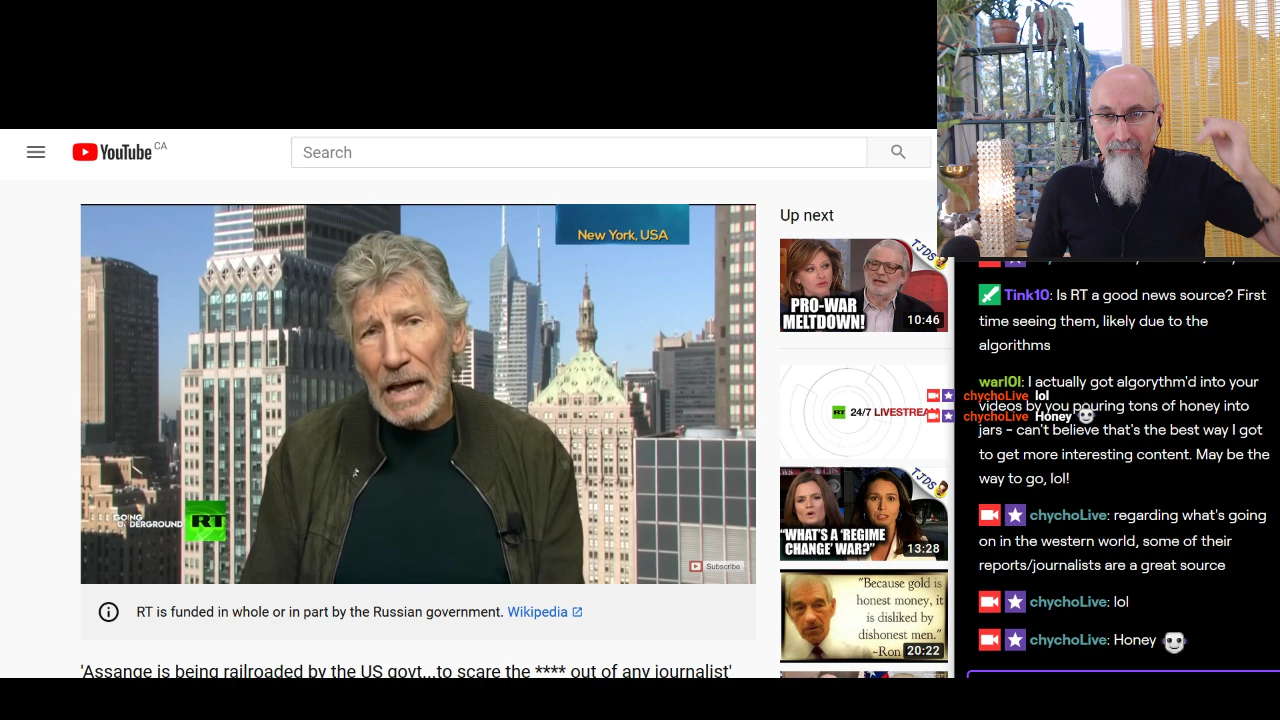 YouTube CA
Search
New York, USA
GOING
UNDERGROUND
RT
Subscribe
RT is funded in whole or in part by the Russian government. Wikipedia
'Assange is being railroaded by the US govt...to scare the **** out of any journalist'
Up next
TJDS
PRO-WAR
MELTDOWN!
10:46
RT 24/7 LIVESTREAM
TJDS
"WHAT'S A 'REGIME
CHANGE' WAR?"
13:28
"Because gold is
honest money, it
is disliked by
dishonest men."
~Ron
20:22
Tink10: Is RT a good news source? First
time seeing them, likely due to the
algorithms
warl0l: I actually got algorythm'd into your
videos by you pouring tons of honey into
jars - can't believe that's the best way I got
to get more interesting content. May be the
way to go, lol!
chychoLive lol
chychoLive Honey
chychoLive: regarding what's going
on in the western world, some of their
reports/journalists are a great source
chychoLive: lol
chychoLive: Honey